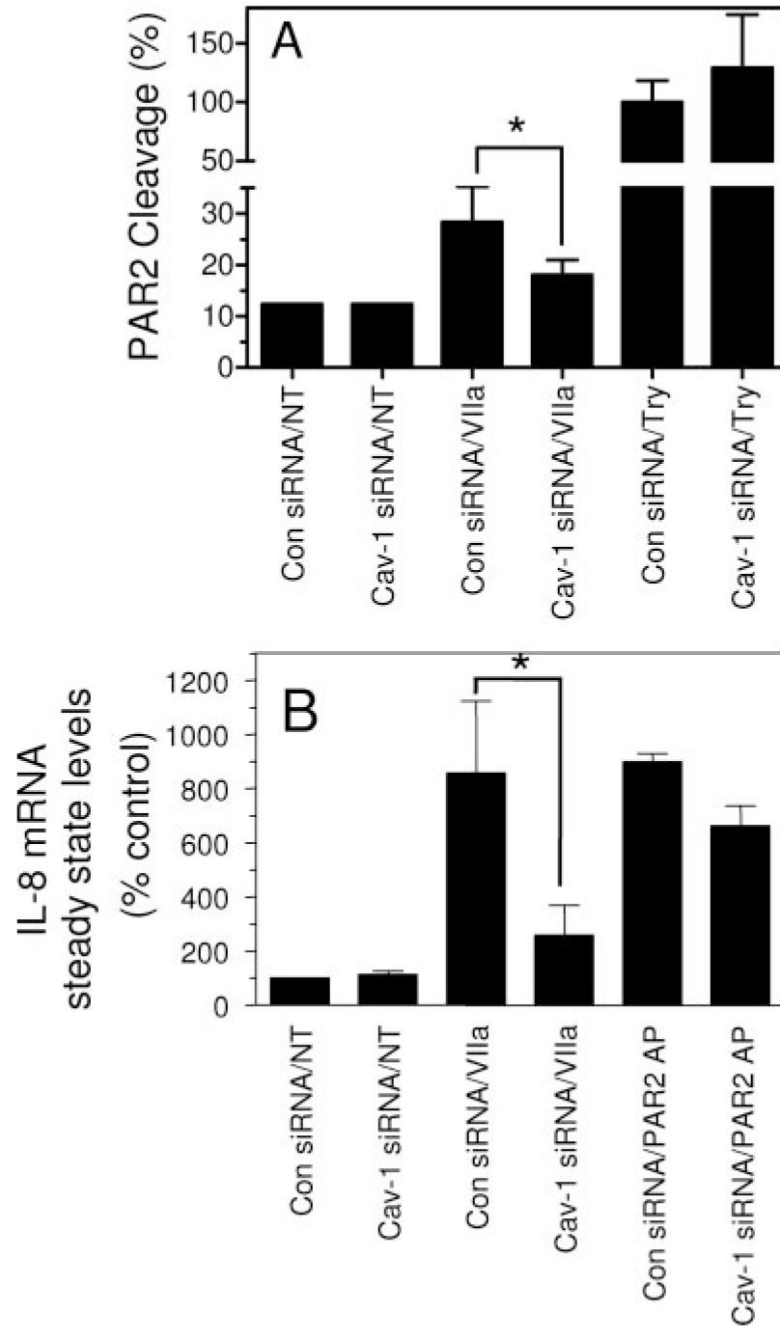 A
PAR2 Cleavage (%)
150
100
50
30
20
10
0
*
Con siRNA/NT
Cav-1 siRNA/NT
Con siRNA/VIIa
Cav-1 siRNA/VIIa
Con siRNA/Try
Cav-1 siRNA/Try
B
IL-8 mRNA
steady state levels
(% control)
1200
1000
800
600
400
200
0
*
Con siRNA/NT
Cav-1 siRNA/NT
Con siRNA/VIIa
Cav-1 siRNA/VIIa
Con siRNA/PAR2 AP
Cav-1 siRNA/PAR2 AP